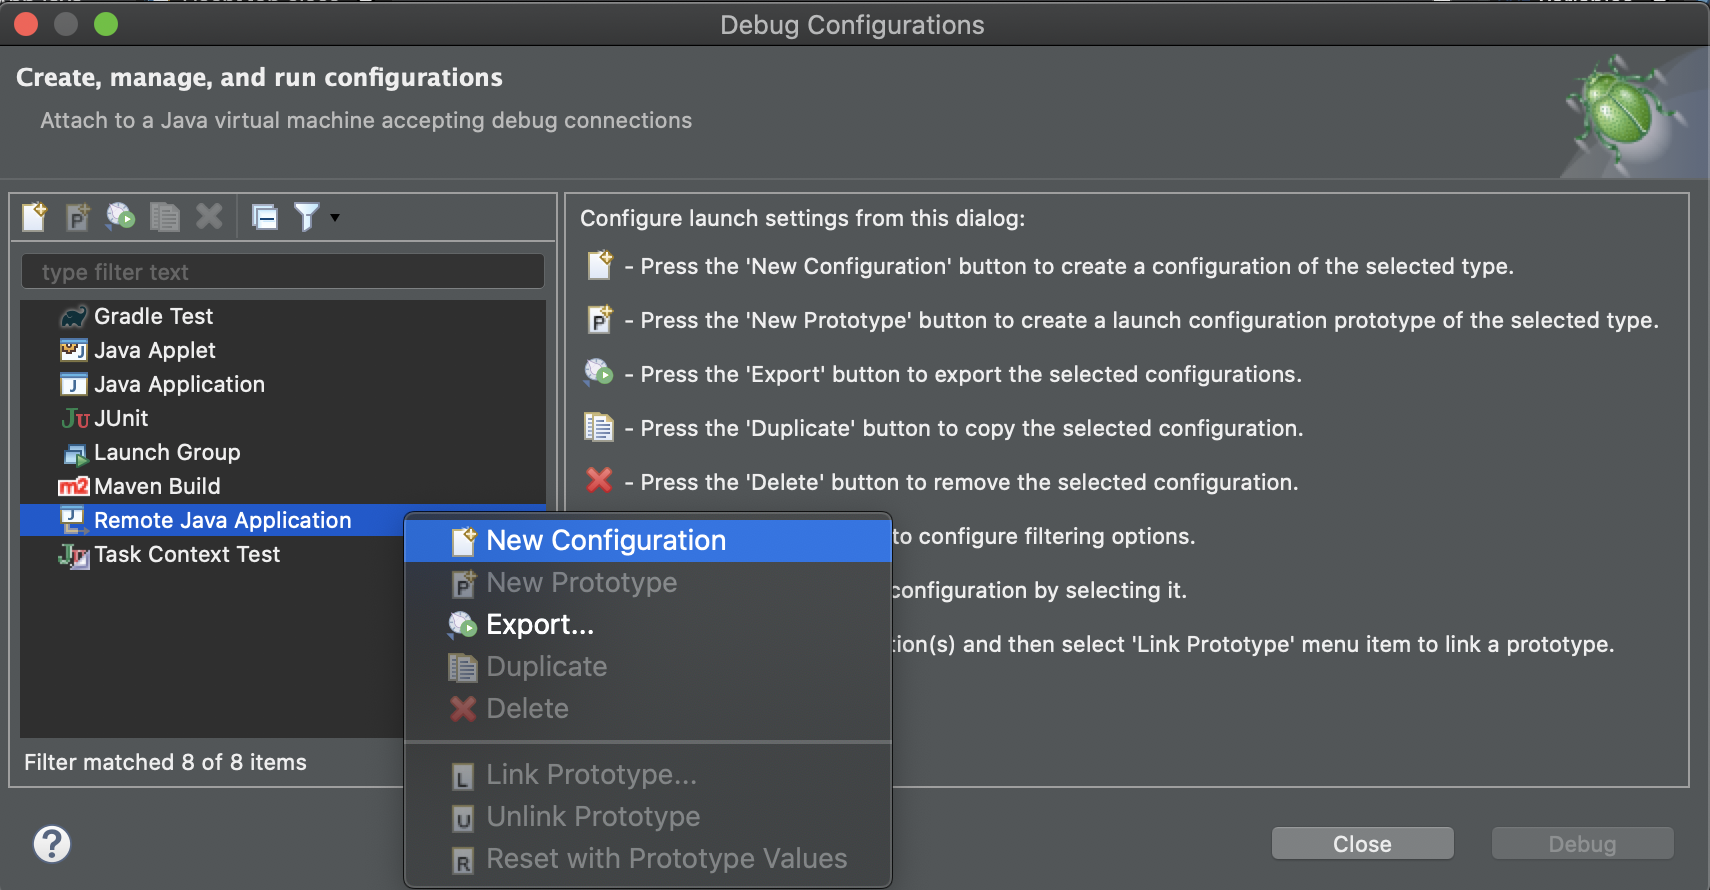 Debug Configurations
Create, manage, and run configurations
Attach to a Java virtual machine accepting debug connections
type filter text
Gradle Test
Java Applet
Java Application
JUnit
Launch Group
Maven Build
Remote Java Application
Task Context Test
Filter matched 8 of 8 items
Configure launch settings from this dialog:
- Press the 'New Configuration' button to create a configuration of the selected type.
- Press the 'New Prototype' button to create a launch configuration prototype of the selected type.
- Press the 'Export' button to export the selected configurations.
- Press the 'Duplicate' button to copy the selected configuration.
- Press the 'Delete' button to remove the selected configuration.
to configure filtering options.
configuration by selecting it.
tion(s) and then select 'Link Prototype' menu item to link a prototype.
New Configuration
New Prototype
Export...
Duplicate
Delete
Link Prototype...
Unlink Prototype
Reset with Prototype Values
Close
Debug